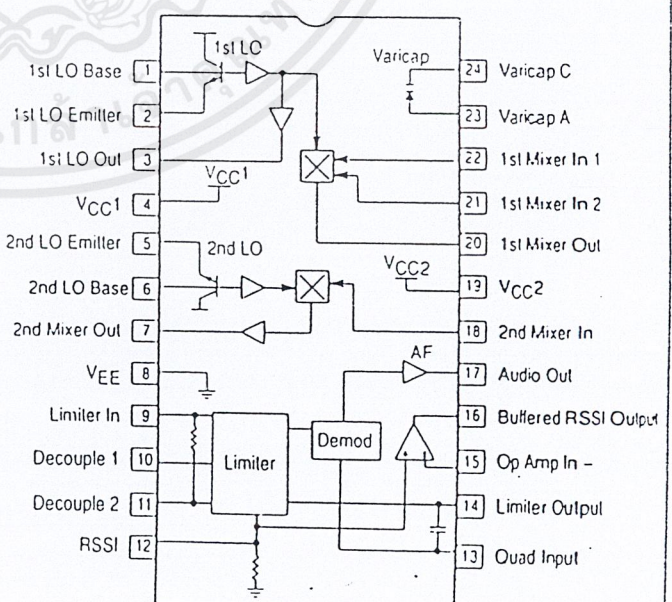 1st LO
Varicap
1st LO Base 1
24 Varicap C
1st LO Emitter 2
23 Varicap A
1st LO Out 3
22 1st Mixer In 1
VCC1
VCC1 4
21 1st Mixer In 2
2nd LO Emitter 5
2nd LO
20 1st Mixer Out
VCC2
2nd LO Base 6
19 VCC2
2nd Mixer Out 7
18 2nd Mixer In
AF
VEE 8
17 Audio Out
Limiter In 9
16 Buffered RSSI Output
Demod
Decouple 1 10
Limiter
15 Op Amp In –
Decouple 2 11
14 Limiter Output
RSSI 12
13 Quad Input